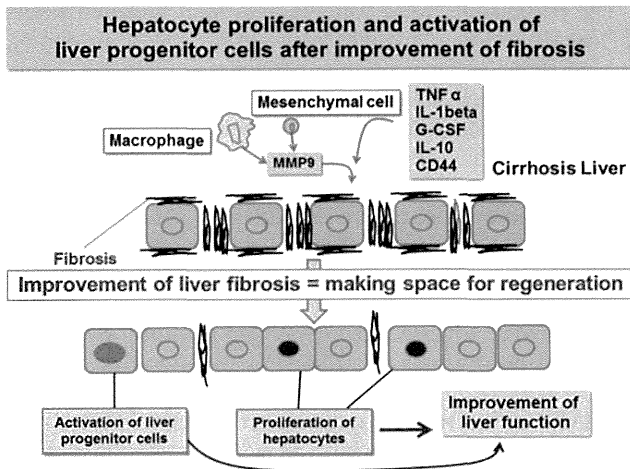 Hepatocyte proliferation and activation of
liver progenitor cells after improvement of fibrosis
Mesenchymal cell
Macrophage
MMP9
TNF α
IL-1beta
G-CSF
IL-10
CD44
Cirrhosis Liver
Fibrosis
Improvement of liver fibrosis = making space for regeneration
Activation of liver
progenitor cells
Proliferation of
hepatocytes
Improvement of
liver function